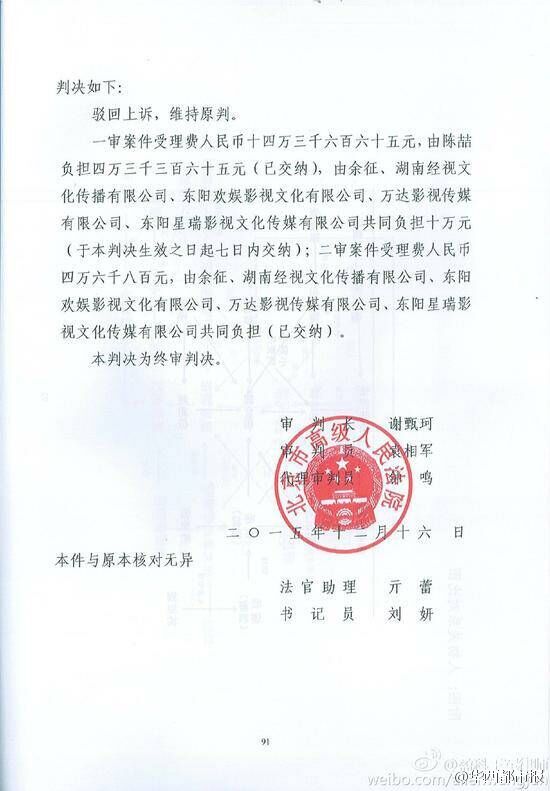 判决如下：
驳回上诉，维持原判。
一审案件受理费人民币十四万三千六百六十五元，由陈喆
负担四万三千三百六十五元（已交纳），由余征、湖南经视文
化传播有限公司、东阳欢娱影视文化有限公司、万达影视传媒
有限公司、东阳星瑞影视文化传媒有限公司共同负担十万元
（于本判决生效之日起七日内交纳）；二审案件受理费人民币
四万六千八百元，由余征、湖南经视文化传播有限公司、东阳
欢娱影视文化有限公司、万达影视传媒有限公司、东阳星瑞影
视文化传媒有限公司共同负担（已交纳）。
本判决为终审判决。
审 判 长 谢甄珂
审 判 员 袁相军
代理审判员 鸣
北京市高级人民法院
二〇一五年十二月十六日
本件与原本核对无异
法官助理 亓 蕾
书 记 员 刘 妍
91
weibo.com/
@华西都市报